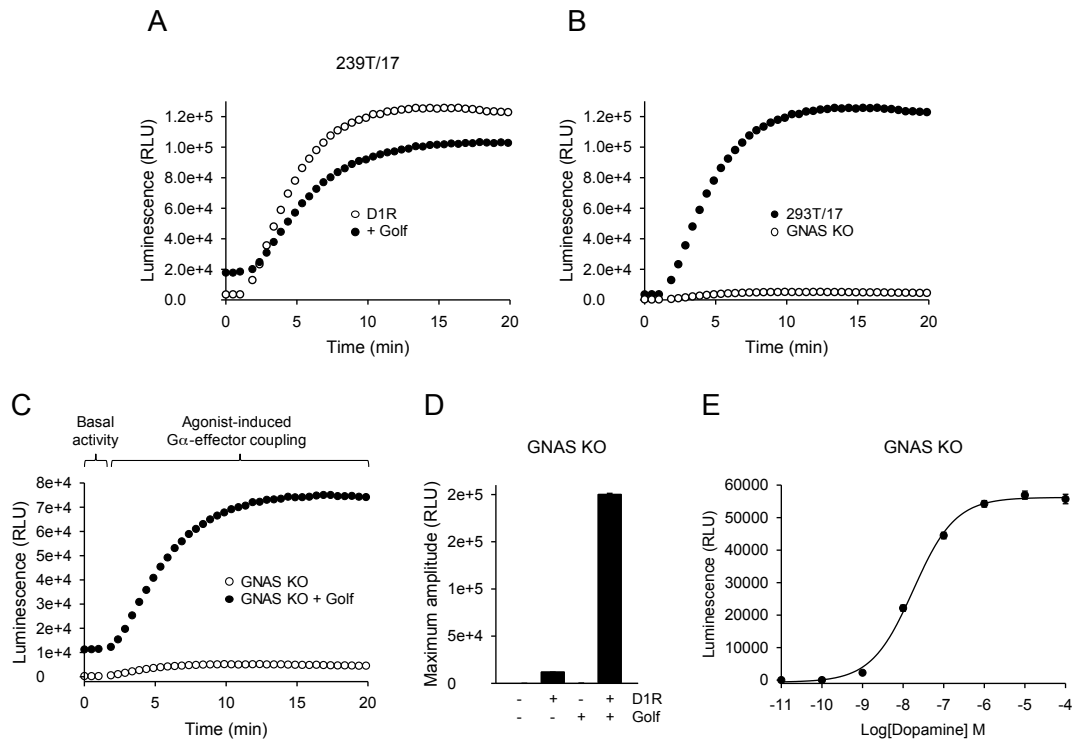 A
239T/17
Luminescence (RLU)
1.2e+5
1.0e+5
8.0e+4
6.0e+4
4.0e+4
2.0e+4
0.0
D1R
+ Golf
0 5 10 15 20
Time (min)
B
Luminescence (RLU)
1.2e+5
1.0e+5
8.0e+4
6.0e+4
4.0e+4
2.0e+4
0.0
293T/17
GNAS KO
0 5 10 15 20
Time (min)
C
Basal
activity
Agonist-induced
Gα-effector coupling
Luminescence (RLU)
8e+4
7e+4
6e+4
5e+4
4e+4
3e+4
2e+4
1e+4
0
GNAS KO
GNAS KO + Golf
0 5 10 15 20
Time (min)
D
GNAS KO
Maximum amplitude (RLU)
2e+5
2e+5
1e+5
5e+4
0
- + - + D1R
- - + + Golf
E
GNAS KO
Luminescence (RLU)
60000
50000
40000
30000
20000
10000
0
-11 -10 -9 -8 -7 -6 -5 -4
Log[Dopamine] M